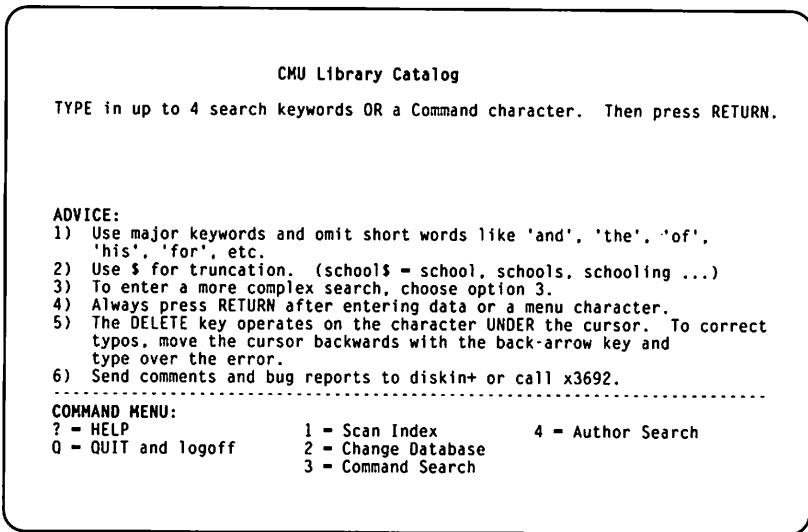 CMU Library Catalog
TYPE in up to 4 search keywords OR a Command character. Then press RETURN.
ADVICE:
1) Use major keywords and omit short words like 'and', 'the', 'of',
'his', 'for', etc.
2) Use $ for truncation. (school$ = school, schools, schooling ...)
3) To enter a more complex search, choose option 3.
4) Always press RETURN after entering data or a menu character.
5) The DELETE key operates on the character UNDER the cursor. To correct
typos, move the cursor backwards with the back-arrow key and
type over the error.
6) Send comments and bug reports to diskin+ or call x3692.
COMMAND MENU:
? = HELP 1 = Scan Index 4 = Author Search
Q = QUIT and logoff 2 = Change Database
3 = Command Search